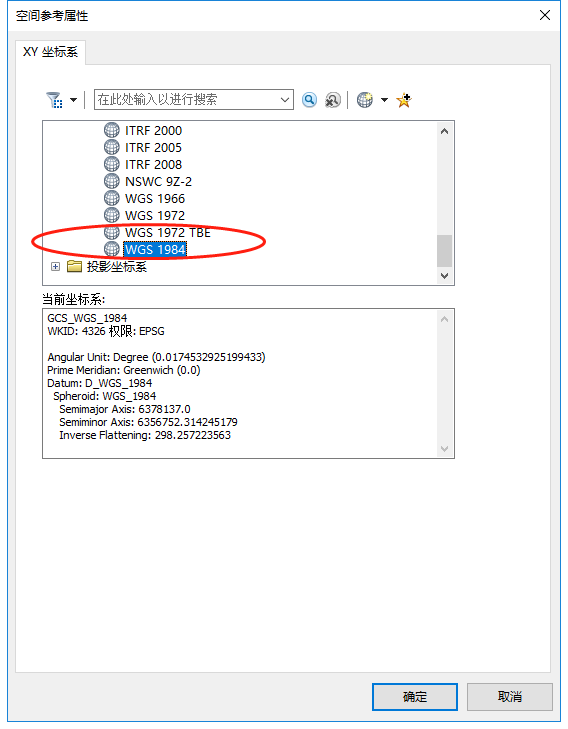 空间参考属性
XY 坐标系
在此处输入以进行搜索
ITRF 2000
ITRF 2005
ITRF 2008
NSWC 9Z-2
WGS 1966
WGS 1972
WGS 1972 TBE
WGS 1984
投影坐标系
当前坐标系:
GCS_WGS_1984
WKID: 4326 权限: EPSG
Angular Unit: Degree (0.0174532925199433)
Prime Meridian: Greenwich (0.0)
Datum: D_WGS_1984
Spheroid: WGS_1984
Semimajor Axis: 6378137.0
Semiminor Axis: 6356752.314245179
Inverse Flattening: 298.257223563
确定
取消